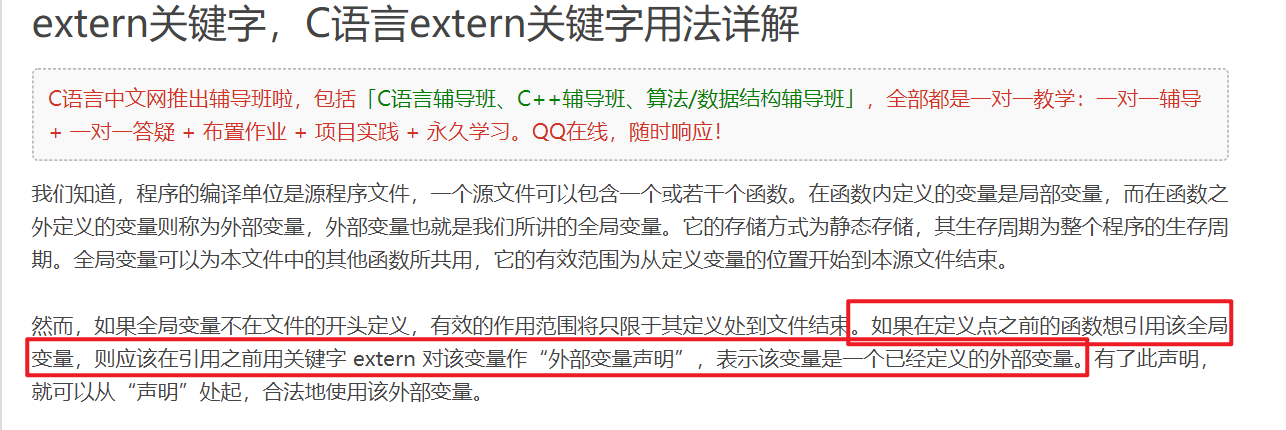 extern关键字，C语言extern关键字用法详解
C语言中文网推出辅导班啦，包括「C语言辅导班、C++辅导班、算法/数据结构辅导班」，全部都是一对一教学：一对一辅导
+ 一对一答疑 + 布置作业 + 项目实践 + 永久学习。QQ在线，随时响应！
我们知道，程序的编译单位是源程序文件，一个源文件可以包含一个或若干个函数。在函数内定义的变量是局部变量，而在函数之
外定义的变量则称为外部变量，外部变量也就是我们所讲的全局变量。它的存储方式为静态存储，其生存周期为整个程序的生存周
期。全局变量可以为本文件中的其他函数所共用，它的有效范围为从定义变量的位置开始到本源文件结束。
然而，如果全局变量不在文件的开头定义，有效的作用范围将只限于其定义处到文件结束。如果在定义点之前的函数想引用该全局
变量，则应该在引用之前用关键字 extern 对该变量作“外部变量声明”，表示该变量是一个已经定义的外部变量。有了此声明，
就可以从“声明”处起，合法地使用该外部变量。